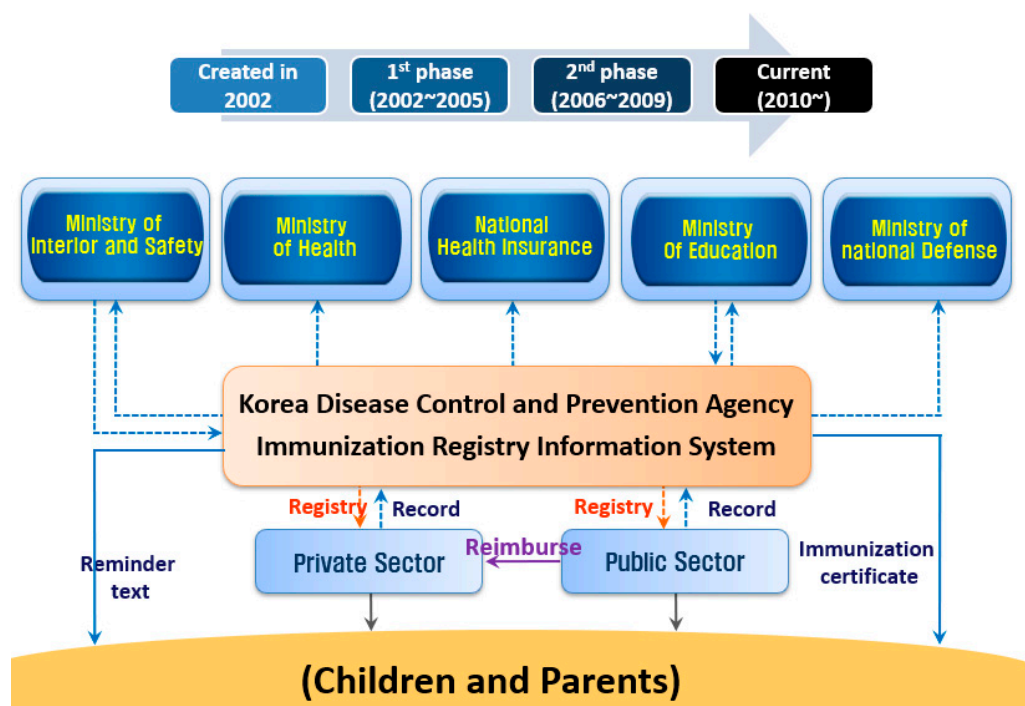 Created in
2002
1st phase
(2002~2005)
2nd phase
(2006~2009)
Current
(2010~)
Ministry of
Interior and Safety
Ministry
of Health
National
Health Insurance
Ministry
Of Education
Ministry of
national Defense
Korea Disease Control and Prevention Agency
Immunization Registry Information System
Registry
Record
Registry
Record
Private Sector
Reimburse
Public Sector
Reminder
text
Immunization
certificate
(Children and Parents)